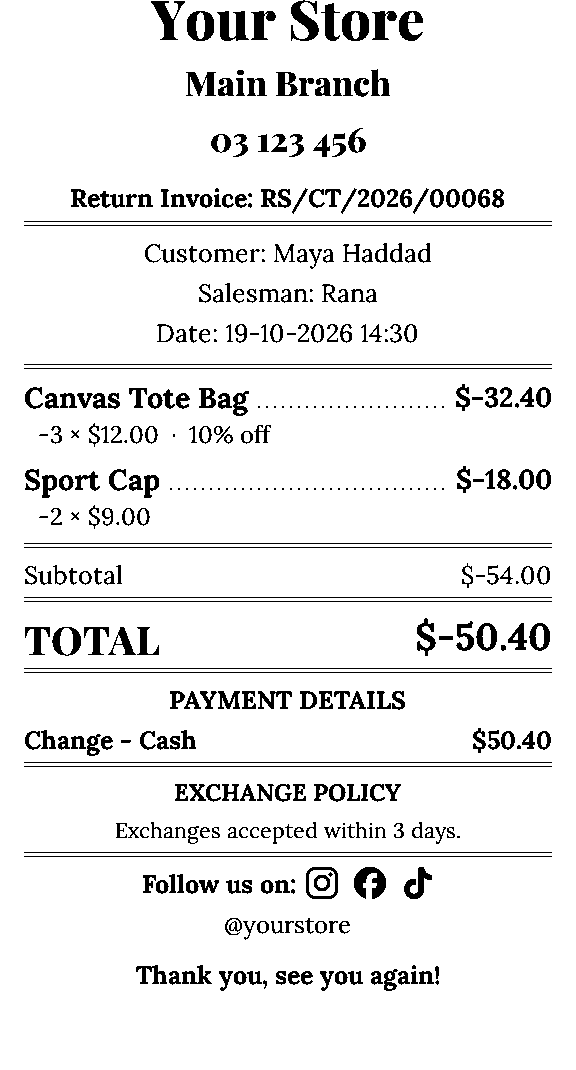 Your Store
Main Branch
03 123 456
Return Invoice: RS/CT/2026/00068
Customer: Maya Haddad
Salesman: Rana
Date: 19-10-2026 14:30
Canvas Tote Bag ........................ $-32.40
-3 × $12.00 · 10% off
Sport Cap ................................... $-18.00
-2 × $9.00
Subtotal $-54.00
TOTAL $-50.40
PAYMENT DETAILS
Change - Cash $50.40
EXCHANGE POLICY
Exchanges accepted within 3 days.
Follow us on:
@yourstore
Thank you, see you again!